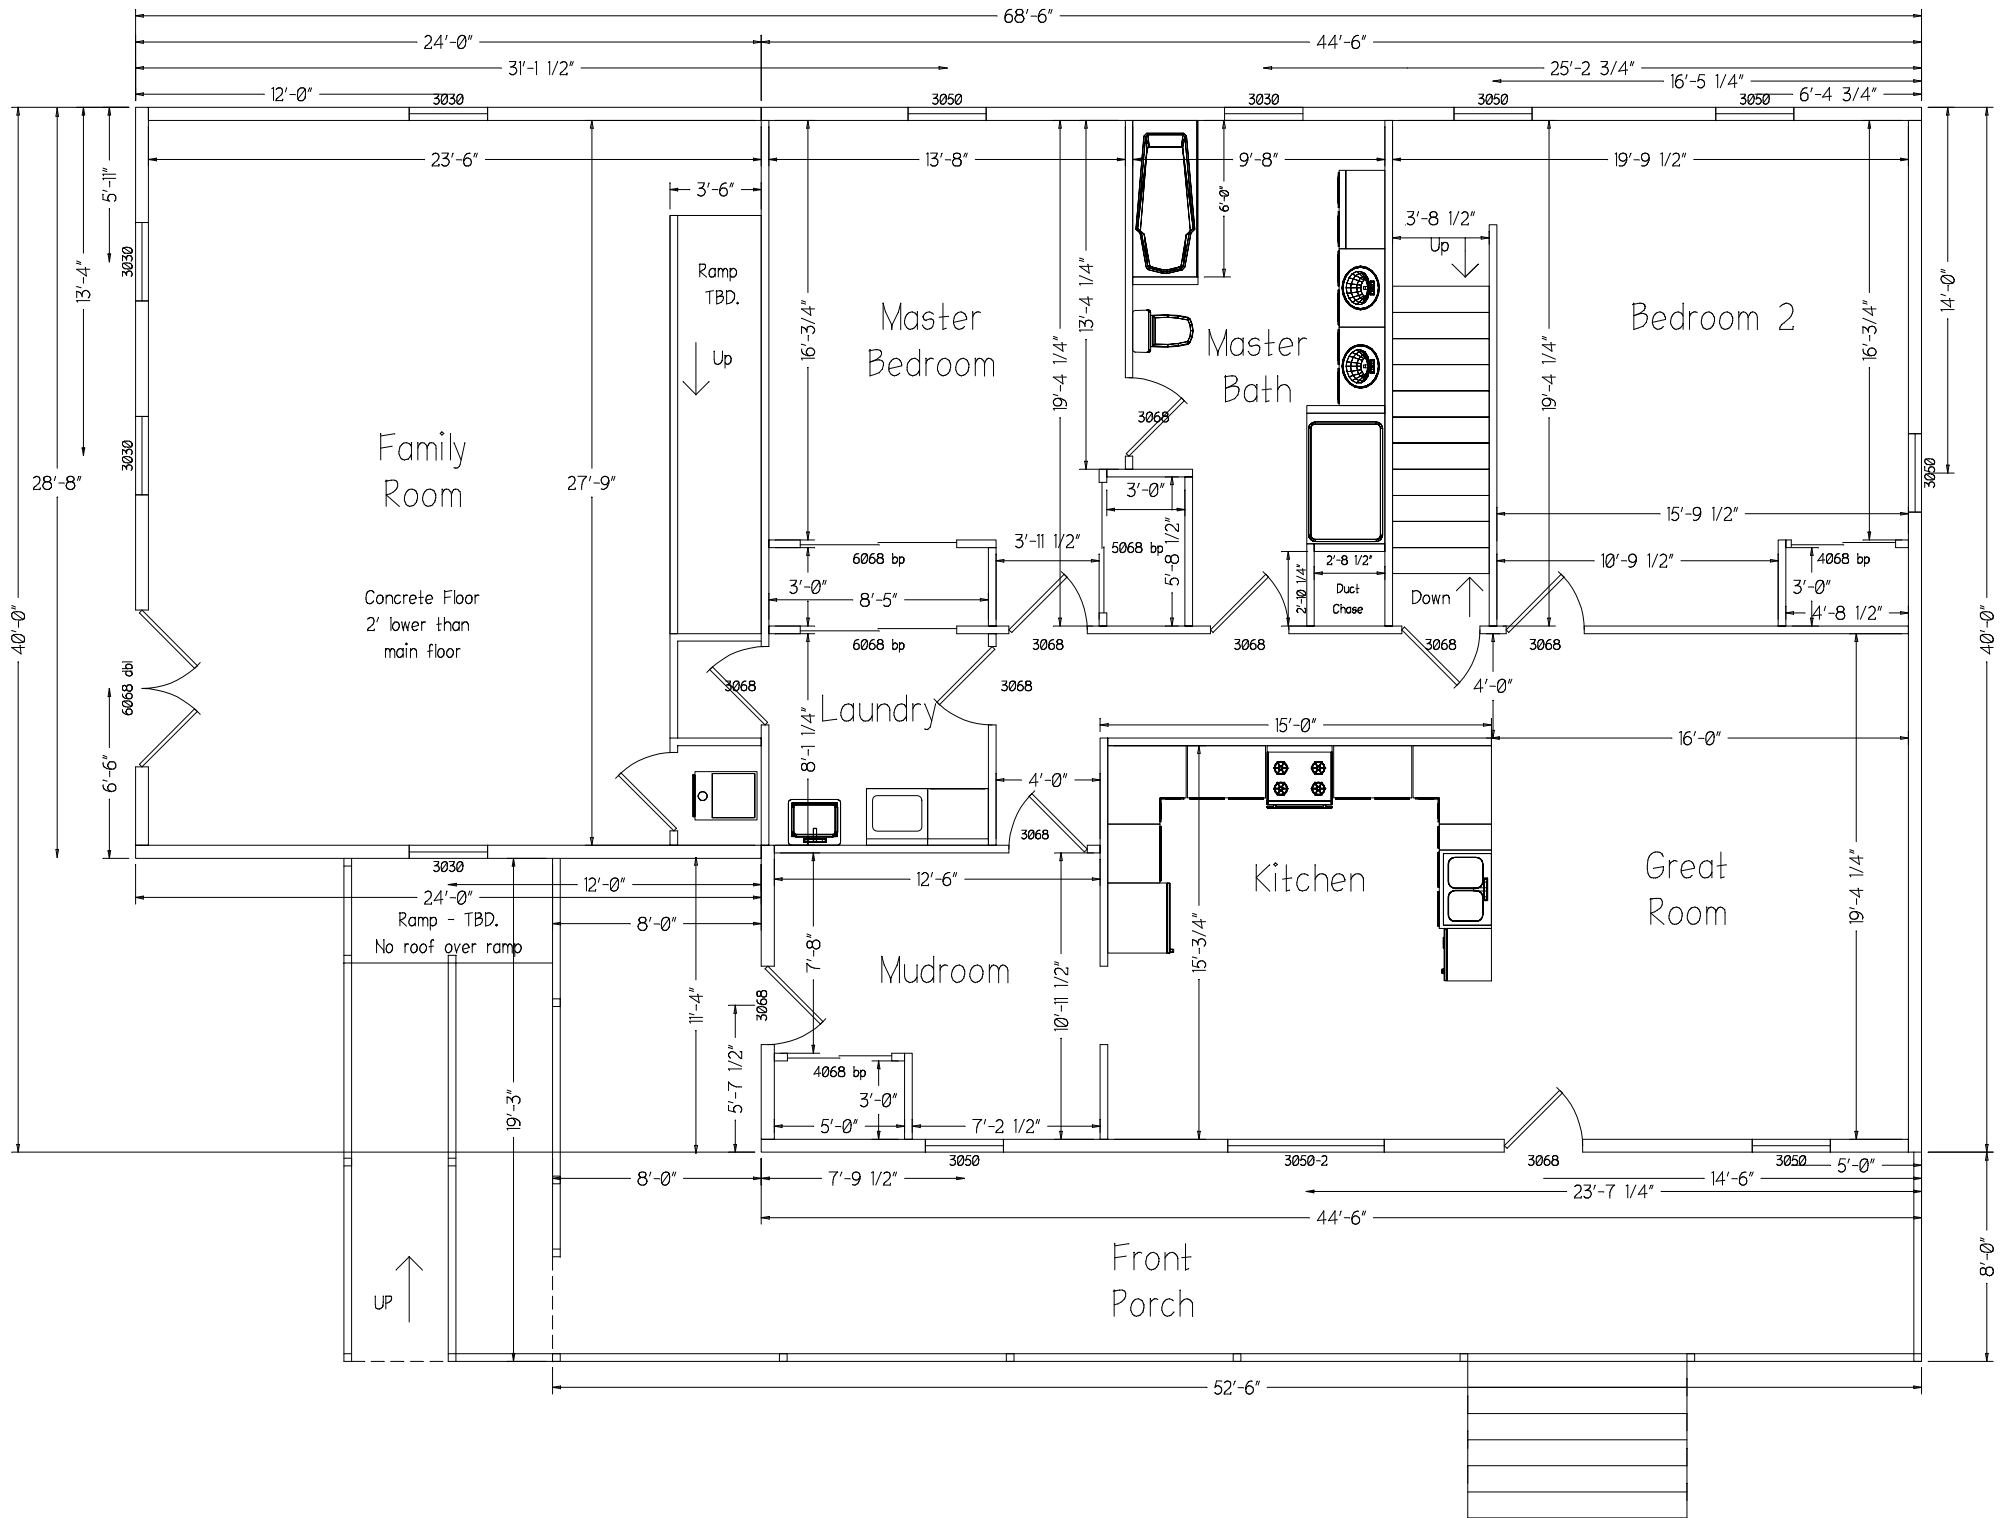 68'-6"
24'-0"
44'-6"
31'-1 1/2"
25'-2 3/4"
16'-5 1/4"
12'-0"
6'-4 3/4"
3030
3050
3030
3050
3050
23'-6"
13'-8"
9'-8"
19'-9 1/2"
5'-11"
3'-6"
6'-0"
3'-8 1/2"
Up
3030
13'-4"
Ramp
TBD.
Up
16'-3/4"
Master
Bedroom
13'-4 1/4"
19'-4 1/4"
Master
Bath
3068
19'-4 1/4"
Bedroom 2
16'-3/4"
14'-0"
Family
Room
3030
28'-8"
27'-9"
3'-0"
3050
15'-9 1/2"
6068 bp
3'-11 1/2"
5068 bp
5'-8 1/2"
2'-8 1/2"
10'-9 1/2"
4068 bp
3'-0"
8'-5"
2'-10 1/4"
Duct
Chase
Down
3'-0"
4'-8 1/2"
Concrete Floor
2' lower than
main floor
40'-0"
40'-0"
6068 bp
3068
3068
3068
3068
6068 dbl
3068
3068
4'-0"
Laundry
15'-0"
16'-0"
6'-6"
8'-1 1/4"
4'-0"
3068
3030
12'-0"
12'-6"
Kitchen
Great
Room
24'-0"
19'-4 1/4"
Ramp - TBD.
No roof over ramp
8'-0"
7'-8"
15'-3/4"
Mudroom
11'-4"
3068
10'-11 1/2"
5'-7 1/2"
4068 bp
3'-0"
19'-3"
5'-0"
7'-2 1/2"
3050
3050-2
3068
3050
5'-0"
8'-0"
7'-9 1/2"
14'-6"
23'-7 1/4"
44'-6"
8'-0"
Front
Porch
UP
52'-6"